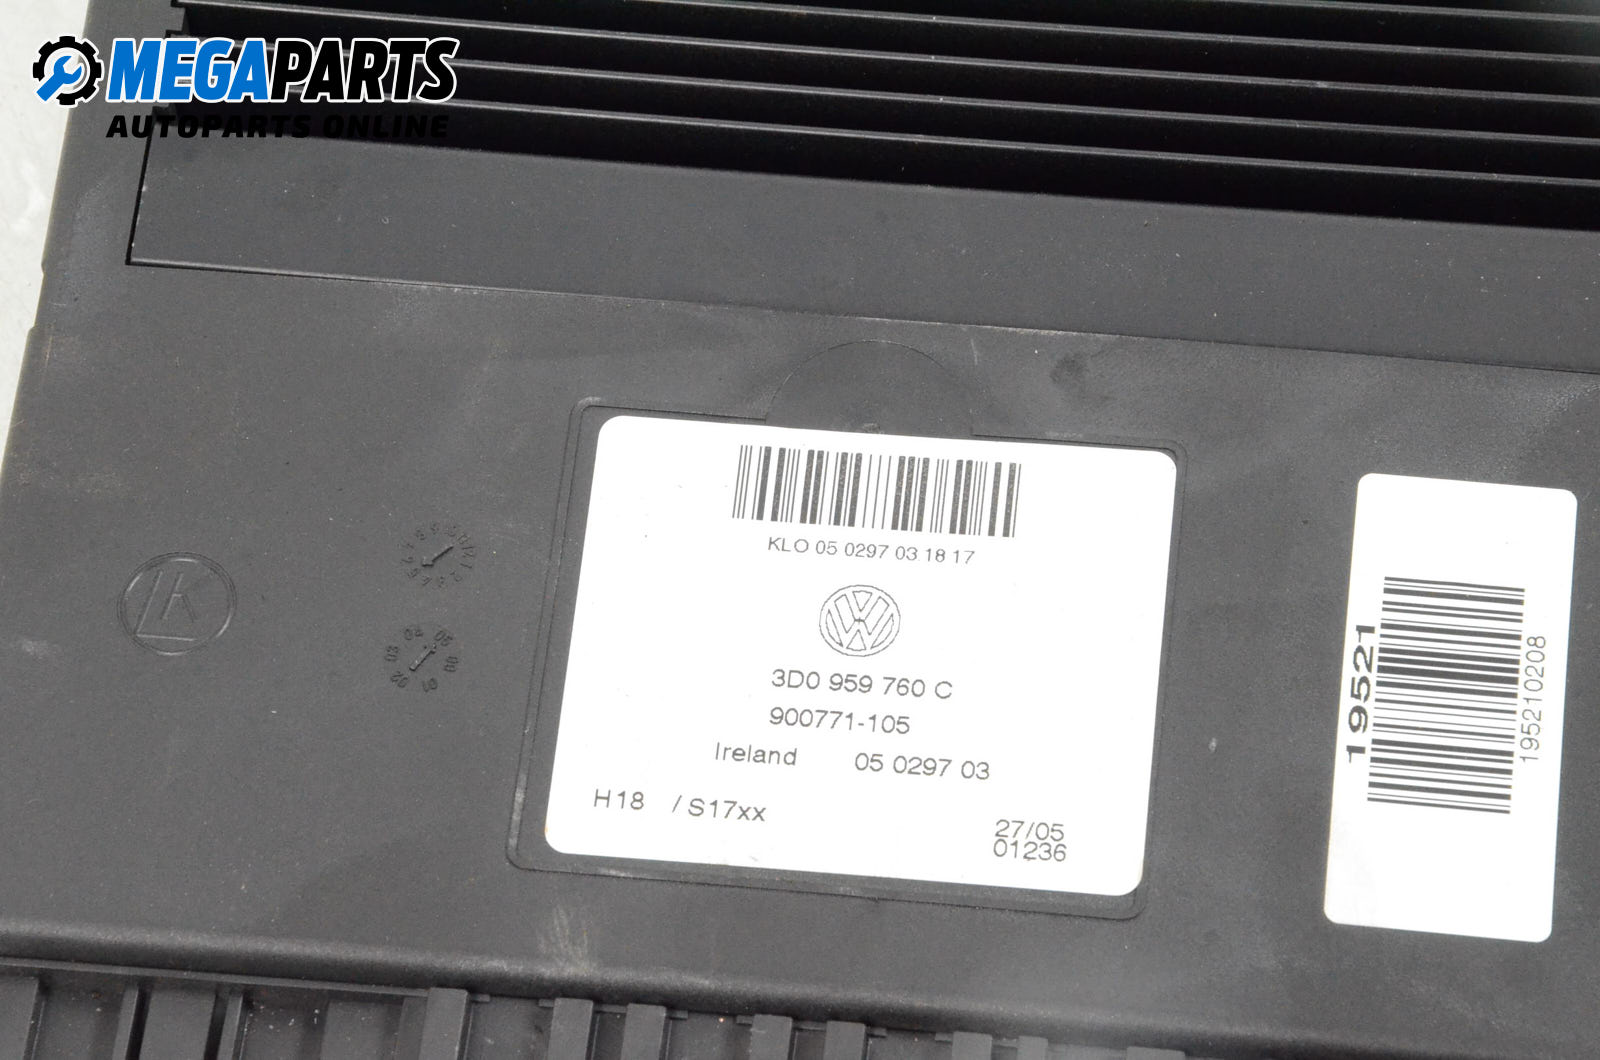 MEGAPARTS
AUTOPARTS ONLINE
KLO 05 0297 03 18 17
3D0 959 760 C
900771-105
Ireland 05 0297 03
H18 / S17xx
27/05
01236
19521
195210208
LK